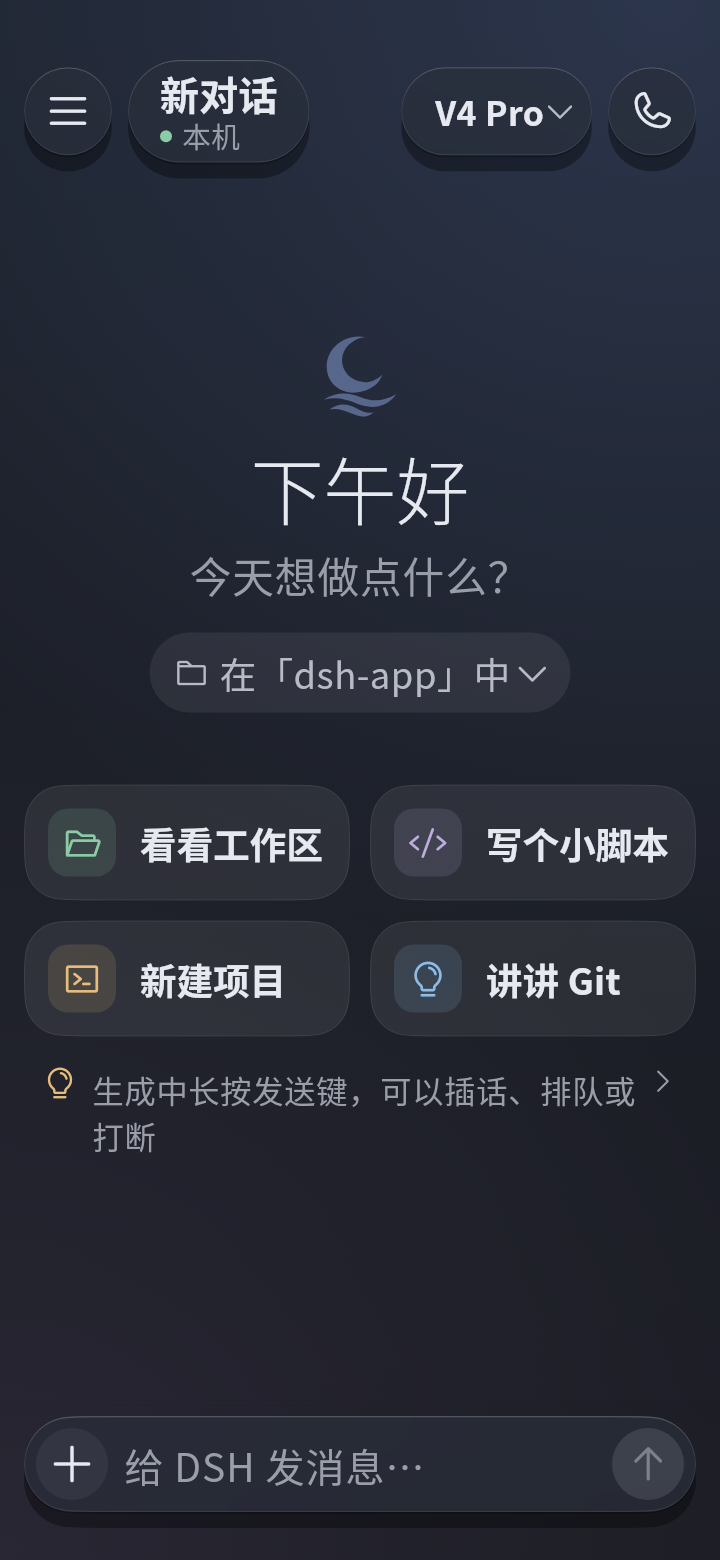 新对话
本机
V4 Pro
下午好
今天想做点什么?
在「dsh-app」中
看看工作区
写个小脚本
新建项目
讲讲 Git
生成中长按发送键，可以插话、排队或
打断
给 DSH 发消息…